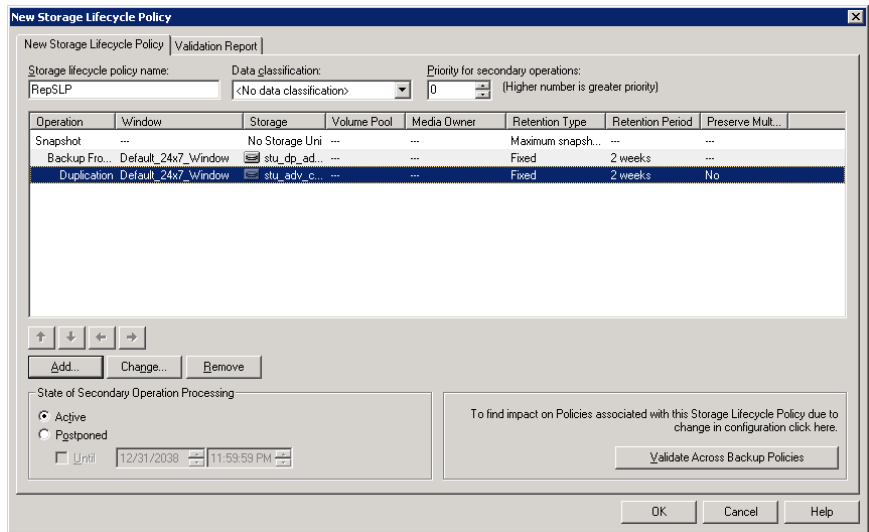 New Storage Lifecycle Policy
New Storage Lifecycle Policy Validation Report
Storage lifecycle policy name: Data classification: Priority for secondary operations:
RepSLP <No data classification> 0 (Higher number is greater priority)
Operation Window Storage Volume Pool Media Owner Retention Type Retention Period Preserve Mult...
Snapshot --- No Storage Uni --- --- Maximum snapsh... --- ---
Backup Fro... Default_24x7_Window stu_dp_ad... --- --- Fixed 2 weeks ---
Duplication Default_24x7_Window stu_adv_c... --- --- Fixed 2 weeks No
Add... Change... Remove
State of Secondary Operation Processing
Active
Postponed
Until 12/31/2038 11:59:59 PM
To find impact on Policies associated with this Storage Lifecycle Policy due to
change in configuration click here.
Validate Across Backup Policies
OK Cancel Help